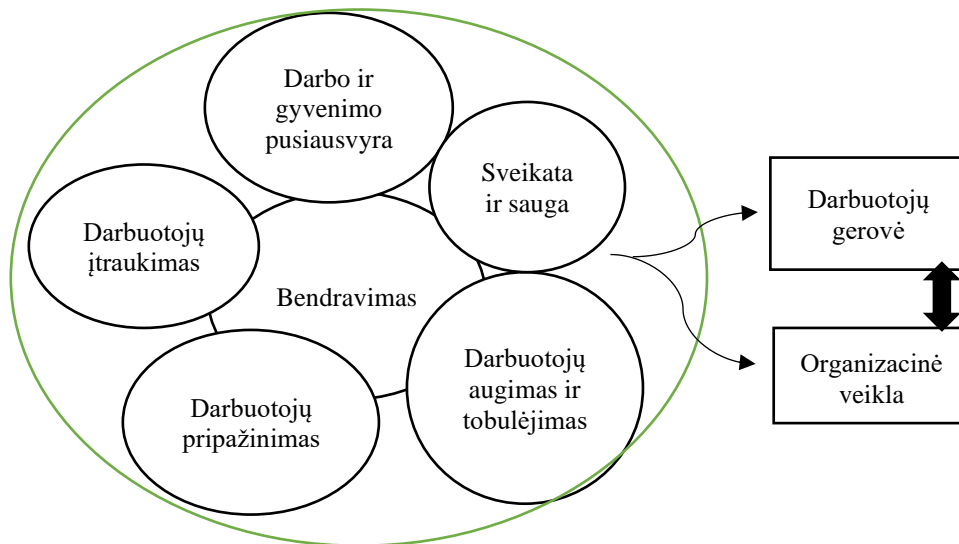 Darbo ir
gyvenimo
pusiausvyra
Sveikata
ir sauga
Darbuotojų
gerovė
Darbuotojų
įtraukimas
Bendravimas
Darbuotojų
augimas ir
tobulėjimas
Organizacinė
veikla
Darbuotojų
pripažinimas